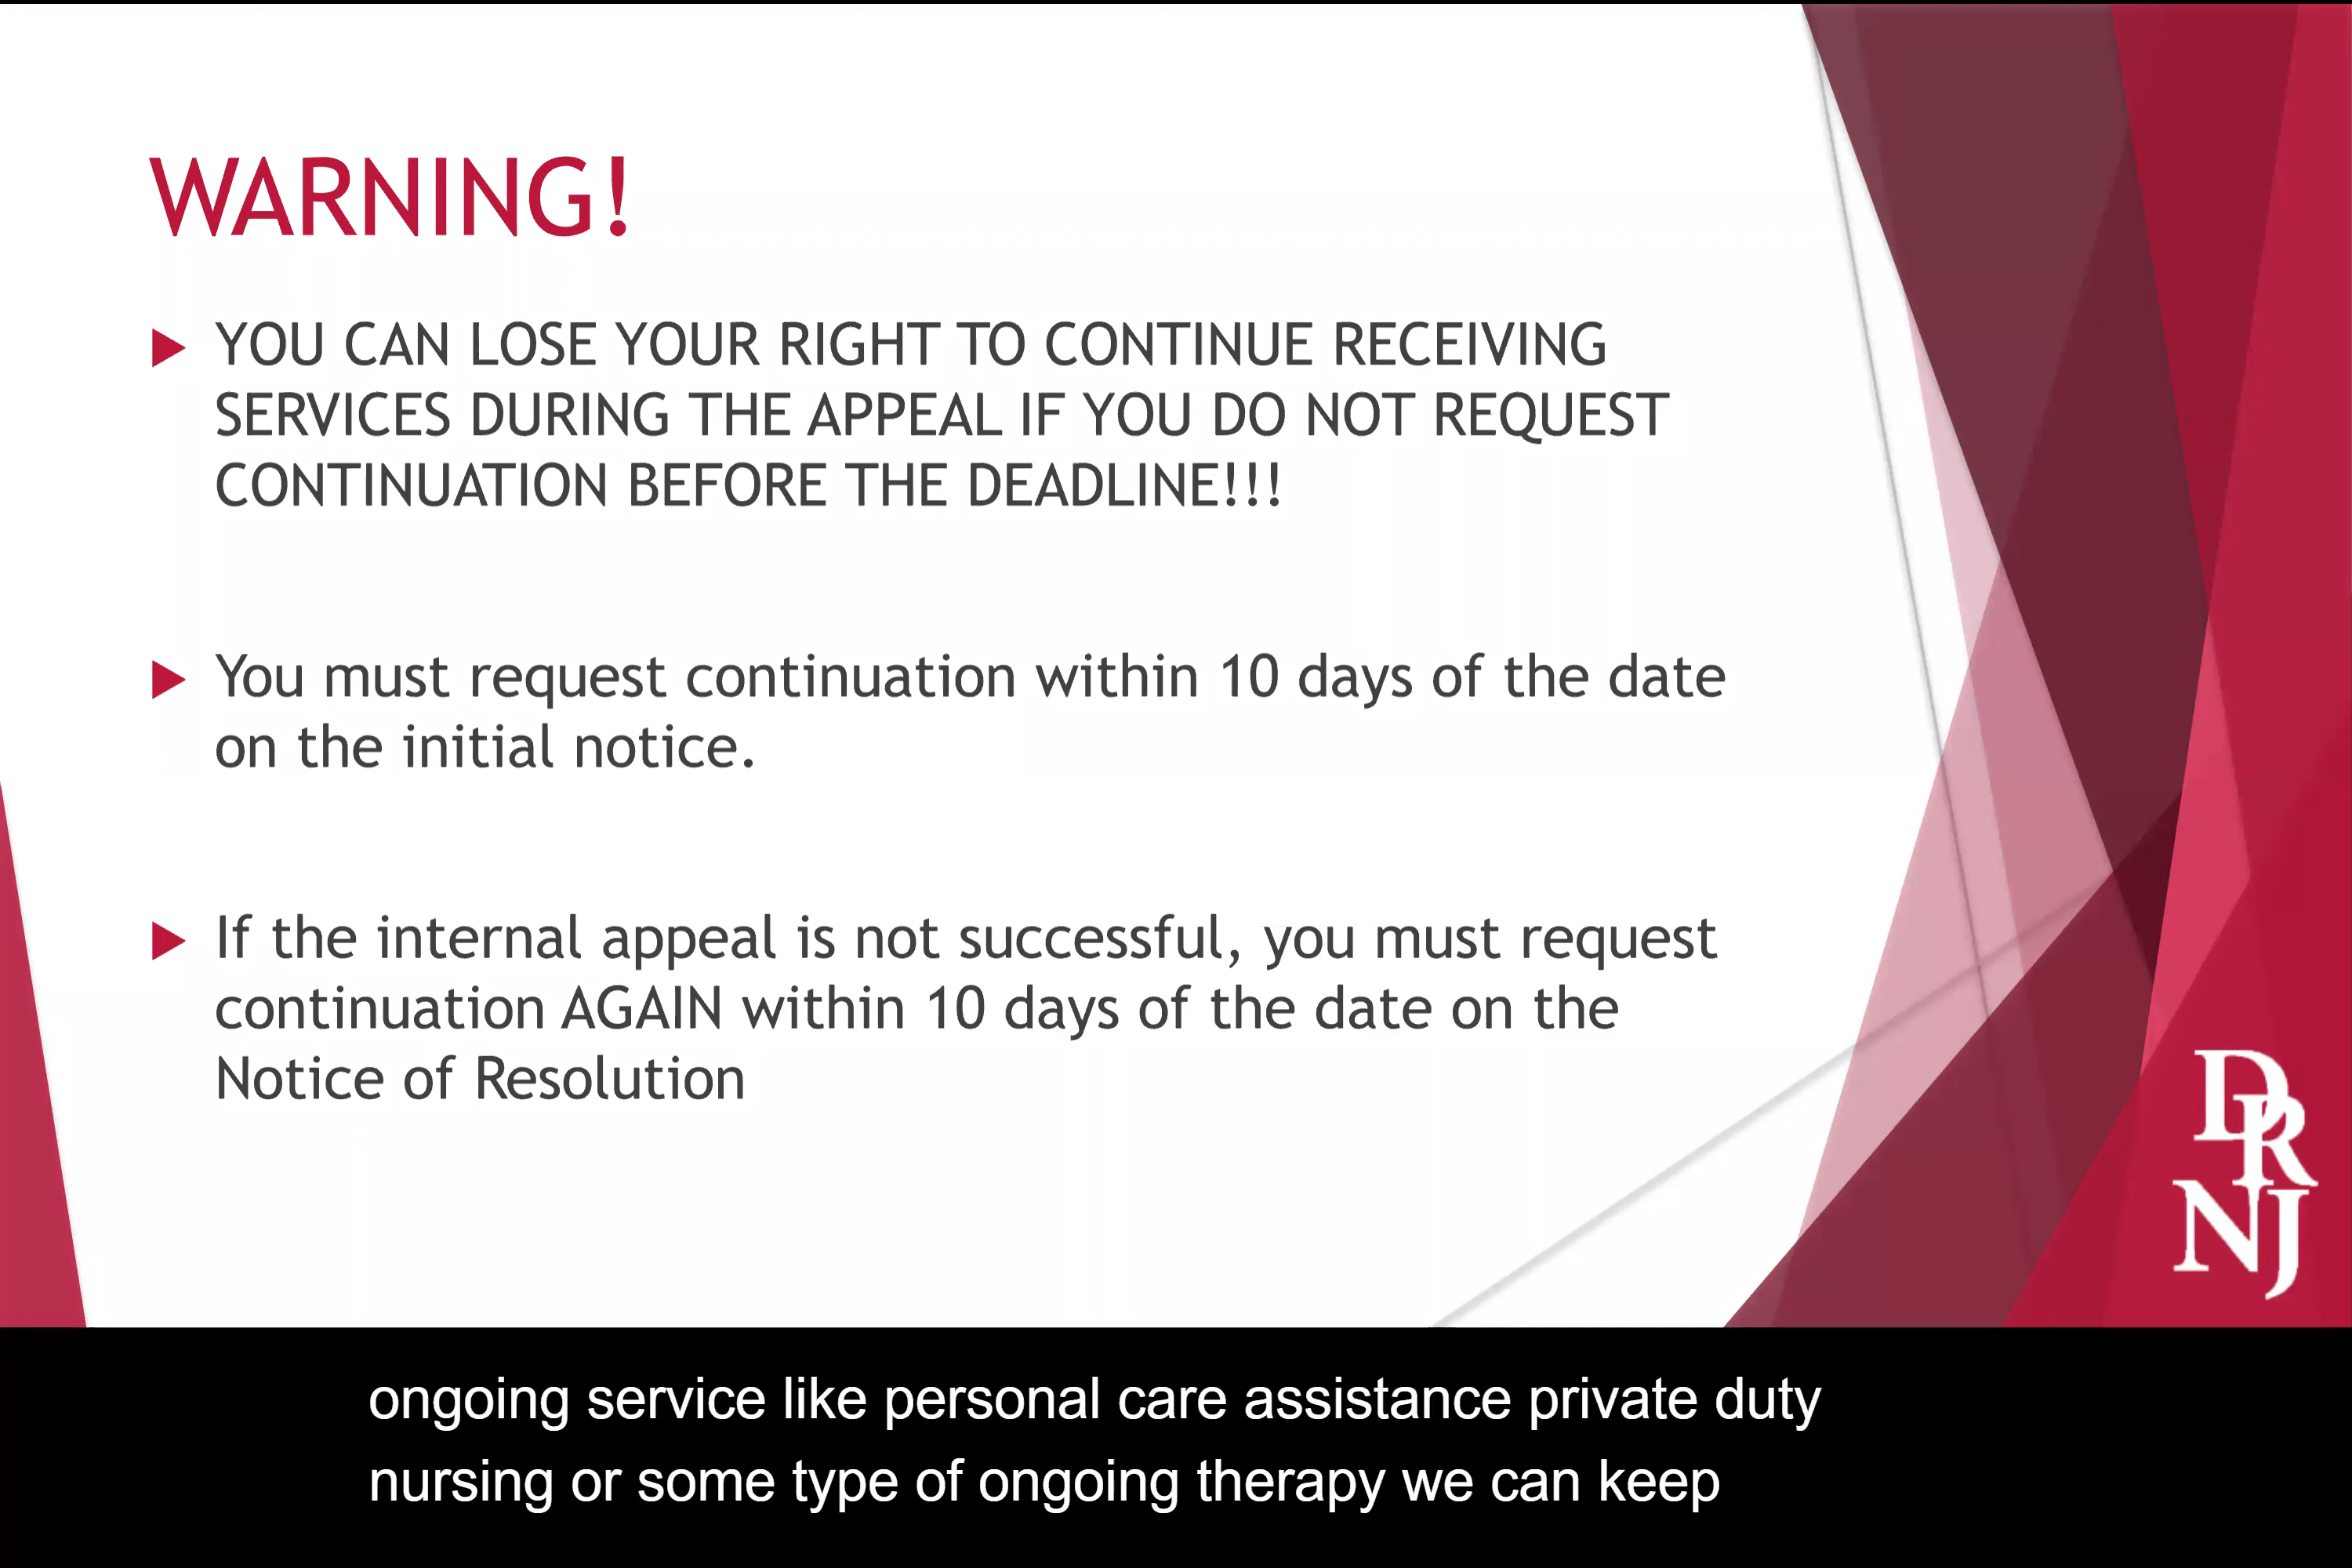 WARNING!
YOU CAN LOSE YOUR RIGHT TO CONTINUE RECEIVING
SERVICES DURING THE APPEAL IF YOU DO NOT REQUEST
CONTINUATION BEFORE THE DEADLINE!!!
You must request continuation within 10 days of the date
on the initial notice.
If the internal appeal is not successful, you must request
continuation AGAIN within 10 days of the date on the
Notice of Resolution
DR
NJ
ongoing service like personal care assistance private duty
nursing or some type of ongoing therapy we can keep